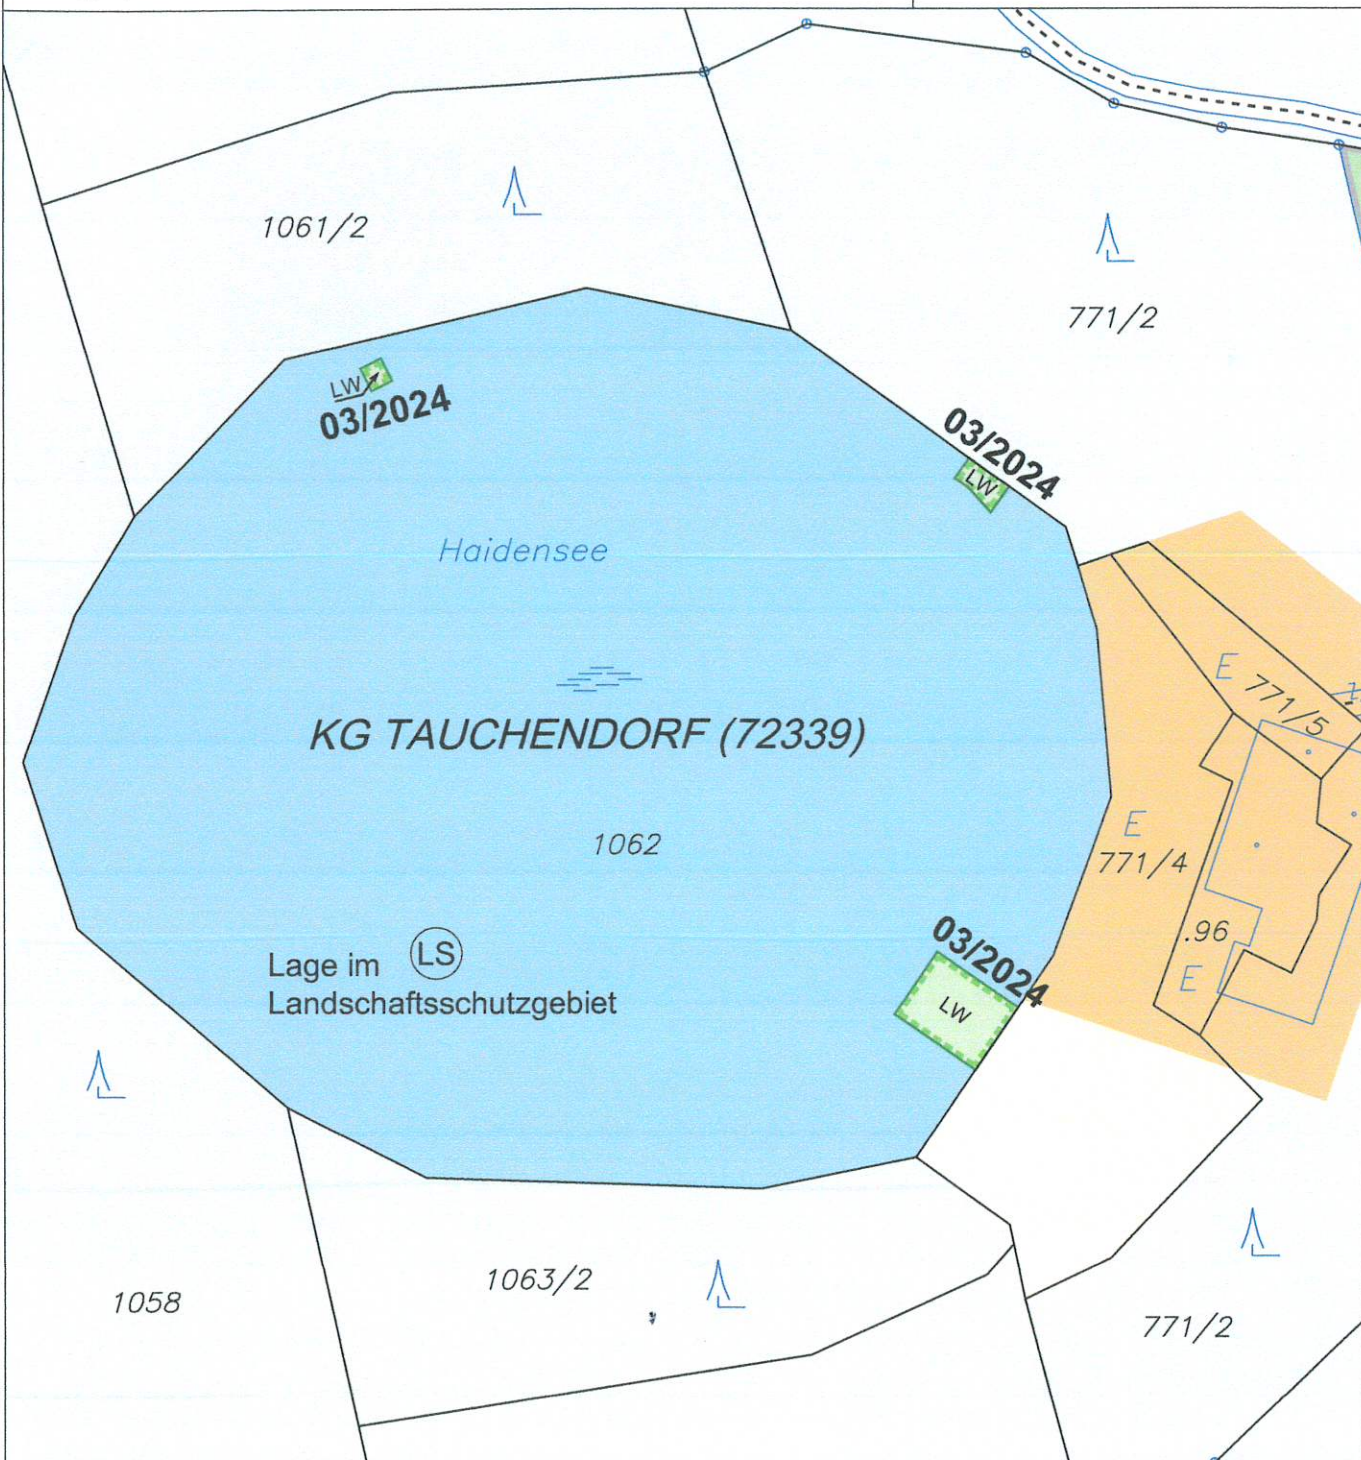 1061/2
771/2
LW
03/2024
03/2024
LW
Haidensee
E
771/5
KG TAUCHENDORF (72339)
1062
E
771/4
.96
E
LS
Lage im
Landschaftsschutzgebiet
03/2024
LW
1058
1063/2
771/2